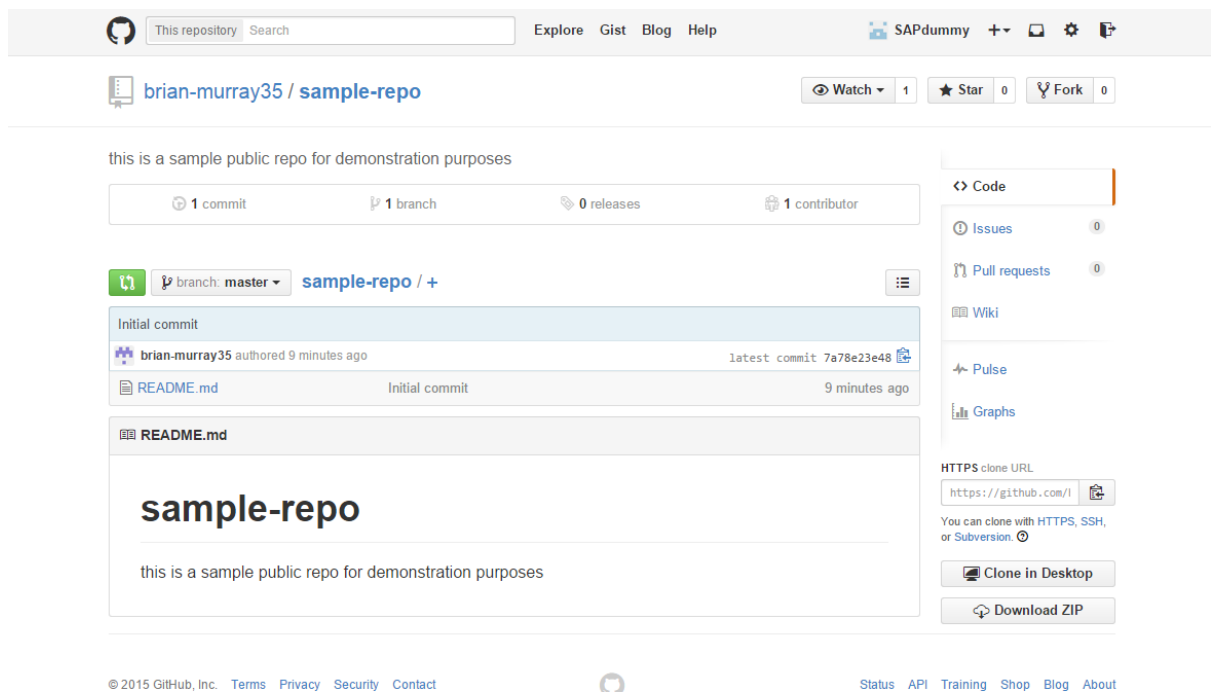 This repository Search Explore Gist Blog Help SAPdummy
brian-murray35 / sample-repo Watch 1 Star 0 Fork 0
this is a sample public repo for demonstration purposes
1 commit 1 branch 0 releases 1 contributor
branch: master sample-repo / +
Initial commit
brian-murray35 authored 9 minutes ago latest commit 7a78e23e48
README.md Initial commit 9 minutes ago
README.md
sample-repo
this is a sample public repo for demonstration purposes
Code
Issues 0
Pull requests 0
Wiki
Pulse
Graphs
HTTPS clone URL
https://github.com/
You can clone with HTTPS, SSH,
or Subversion.
Clone in Desktop
Download ZIP
© 2015 GitHub, Inc. Terms Privacy Security Contact Status API Training Shop Blog About